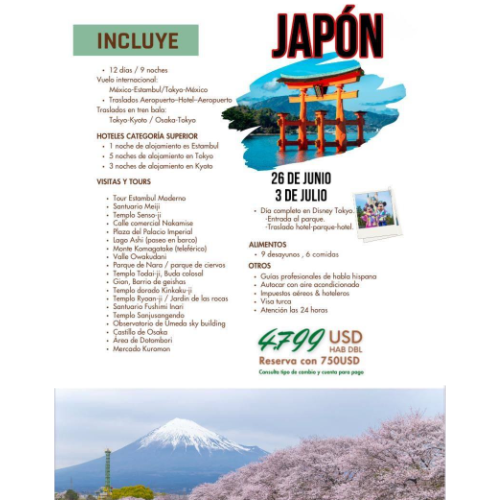 INCLUYE
12 días / 9 noches
Vuelo internacional:
México-Estambul/Tokyo-México
Traslados Aeropuerto-Hotel-Aeropuerto
Traslados en tren bala:
Tokyo-Kyoto / Osaka-Tokyo
HOTELES CATEGORÍA SUPERIOR
1 noche de alojamiento es Estambul
5 noches de alojamiento en Tokyo
3 noches de alojamiento en Kyoto
VISITAS Y TOURS
Tour Estambul Moderno
Santuario Meiji
Templo Senso-ji
Calle comercial Nakamise
Plaza del Palacio Imperial
Lago Ashi (paseo en barco)
Monte Komagatake (teleférico)
Valle Owakudani
Parque de Nara / parque de ciervos
Templo Todai-ji, Buda colosal
Gion, Barrio de geishas
Templo dorado Kinkaku-ji
Templo Ryoan-ji / Jardin de las rocas
Santuario Fushimi Inari
Templo Sanjusangendo
Observatorio de Umeda sky building
Castillo de Osaka
Área de Dotombori
Mercado Kuromon
JAPÓN
26 DE JUNIO
3 DE JULIO
Día completo en Disney Tokyo.
-Entrada al parque.
-Traslado hotel-parque-hotel.
ALIMENTOS
9 desayunos , 6 comidas
OTROS
Guías profesionales de habla hispana
Autocar con aire acondicionado
Impuestos aéreos & hoteleros
Visa turca
Atención las 24 horas
4,799 USD
HAB DBL
Reserva con 750USD
Consulta tipo de cambio y cuenta para pago